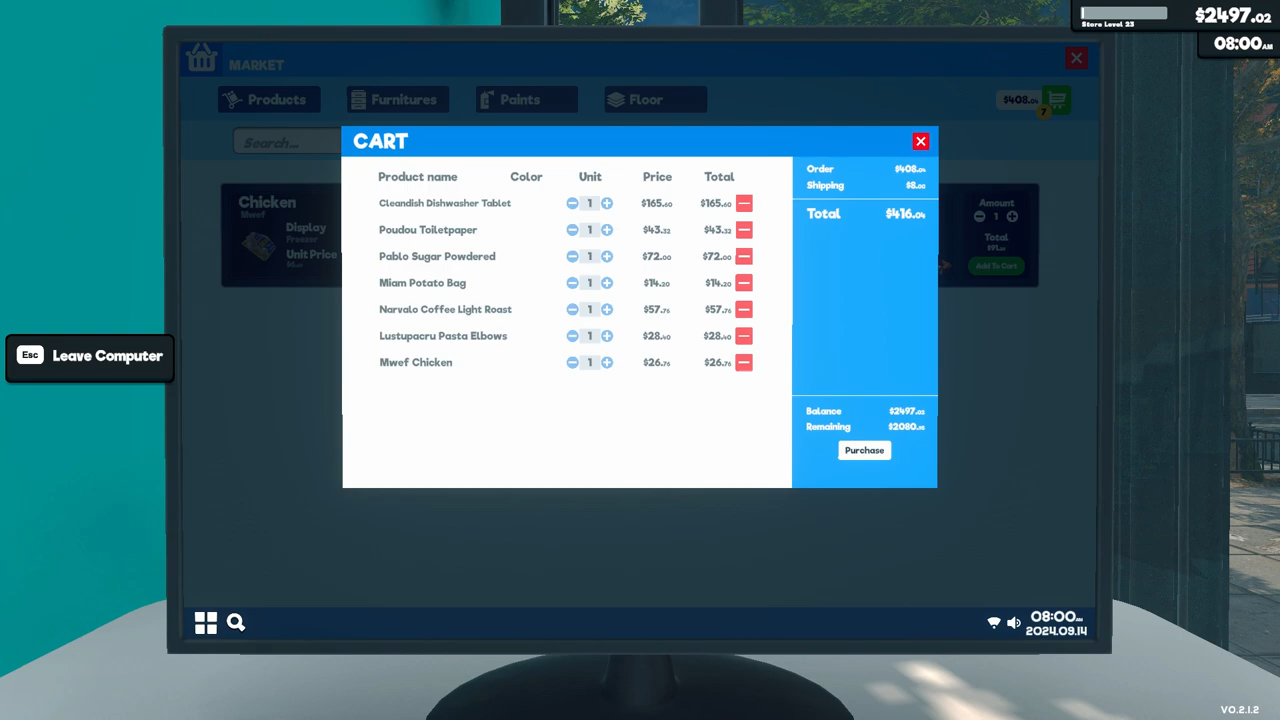 $2497.02
Store Level 23
08:00AM
MARKET
Products Furnitures Paints Floor
$408.04
7
Search...
CART
Product name Color Unit Price Total
Cleandish Dishwasher Tablet 1 $165.60 $165.60
Poudou Toiletpaper 1 $43.32 $43.32
Pablo Sugar Powdered 1 $72.00 $72.00
Miam Potato Bag 1 $14.20 $14.20
Narvalo Coffee Light Roast 1 $57.76 $57.76
Lustupacru Pasta Elbows 1 $28.40 $28.40
Mwef Chicken 1 $26.76 $26.76
Order $408.04
Shipping $8.00
Total $416.04
Balance $2497.02
Remaining $2080.98
Purchase
Chicken
Mwef
Display
Freezer
Unit Price
Amount
1
Total
Add To Cart
Esc Leave Computer
08:00AM
2024.09.14
V0.2.1.2